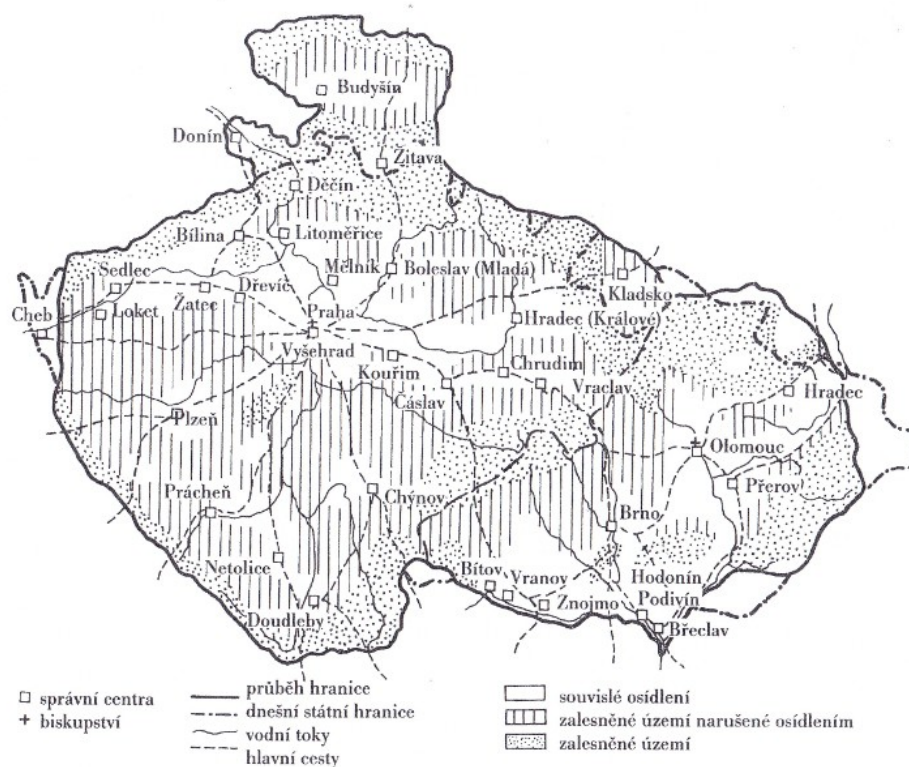 Budyšín
Donín
Žitava
Děčín
Bílina
Litoměřice
Mělník
Boleslav (Mladá)
Sedlec
Kladsko
Cheb
Loket
Žatec
Dřevíč
Praha
Hradec (Králové)
Vyšehrad
Kouřim
Chrudim
Čáslav
Vraclav
Hradec
Plzeň
Olomouc
Přerov
Prácheň
Chýnov
Brno
Netolice
Bítov
Vranov
Hodonín
Podivín
Doudleby
Znojmo
Břeclav
správní centra
biskupství
průběh hranice
dnešní státní hranice
vodní toky
hlavní cesty
souvislé osídlení
zalesněné území narušené osídlením
zalesněné území